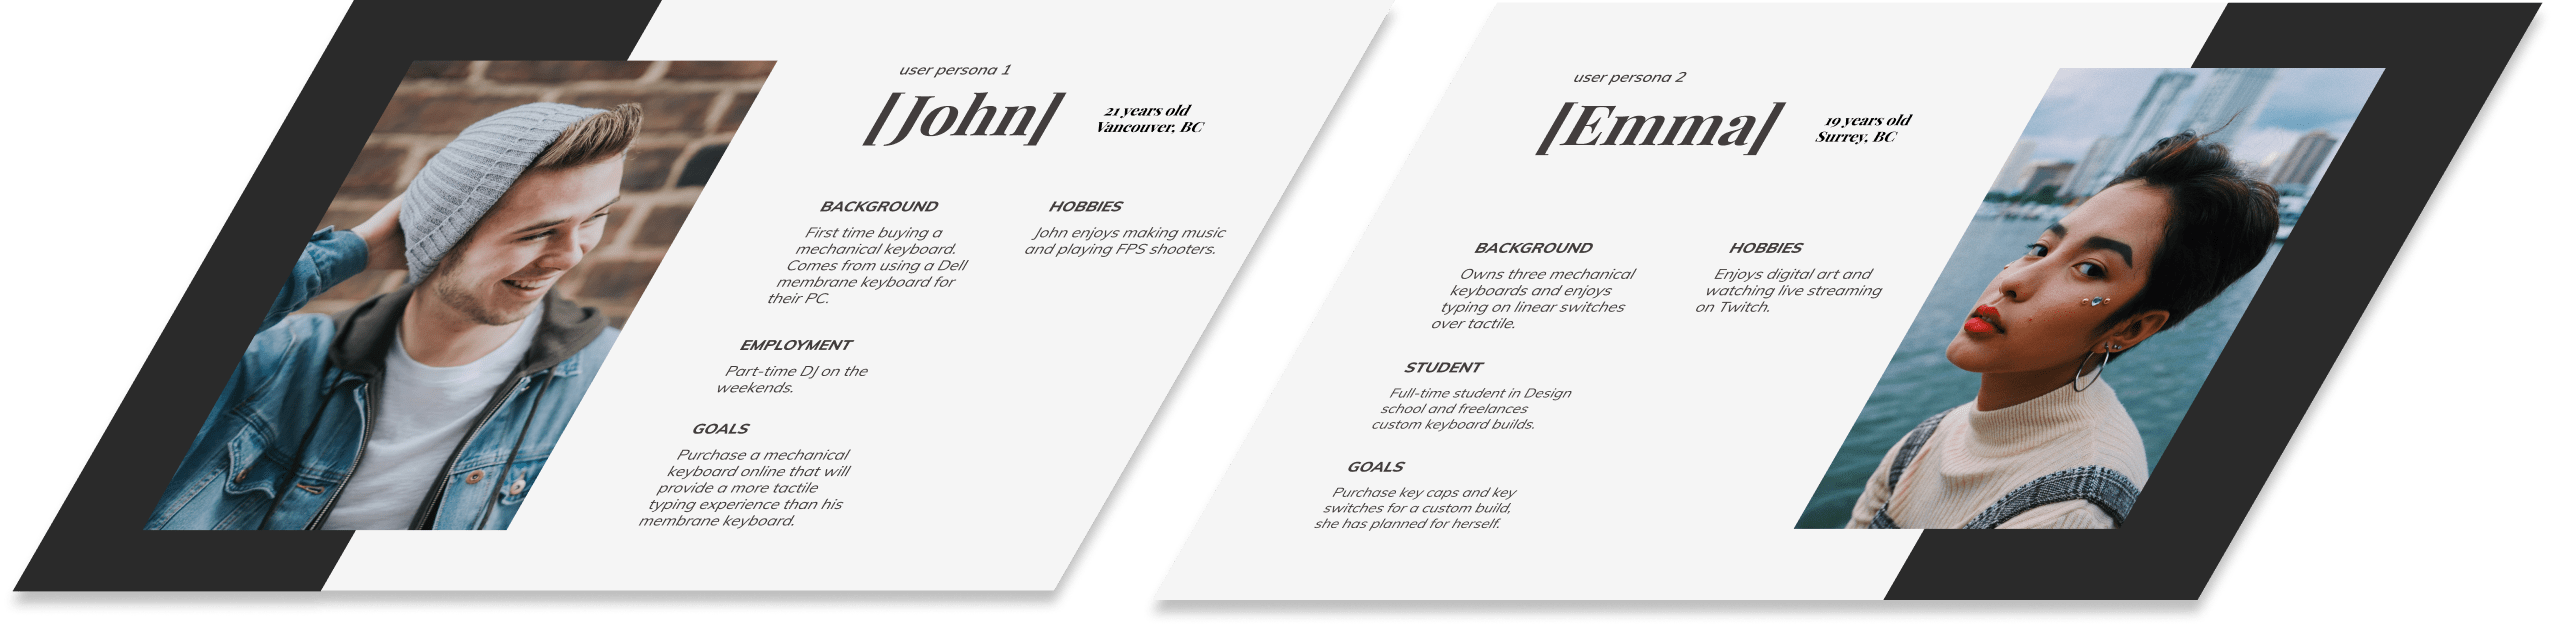 user persona 1
[John]
21 years old
Vancouver, BC
BACKGROUND
First time buying a
mechanical keyboard.
Comes from using a Dell
membrane keyboard for
their PC.
HOBBIES
John enjoys making music
and playing FPS shooters.
EMPLOYMENT
Part-time DJ on the
weekends.
GOALS
Purchase a mechanical
keyboard online that will
provide a more tactile
typing experience than his
membrane keyboard.
user persona 2
[Emma]
19 years old
Surrey, BC
BACKGROUND
Owns three mechanical
keyboards and enjoys
typing on linear switches
over tactile.
HOBBIES
Enjoys digital art and
watching live streaming
on Twitch.
STUDENT
Full-time student in Design
school and freelances
custom keyboard builds.
GOALS
Purchase key caps and key
switches for a custom build,
she has planned for herself.